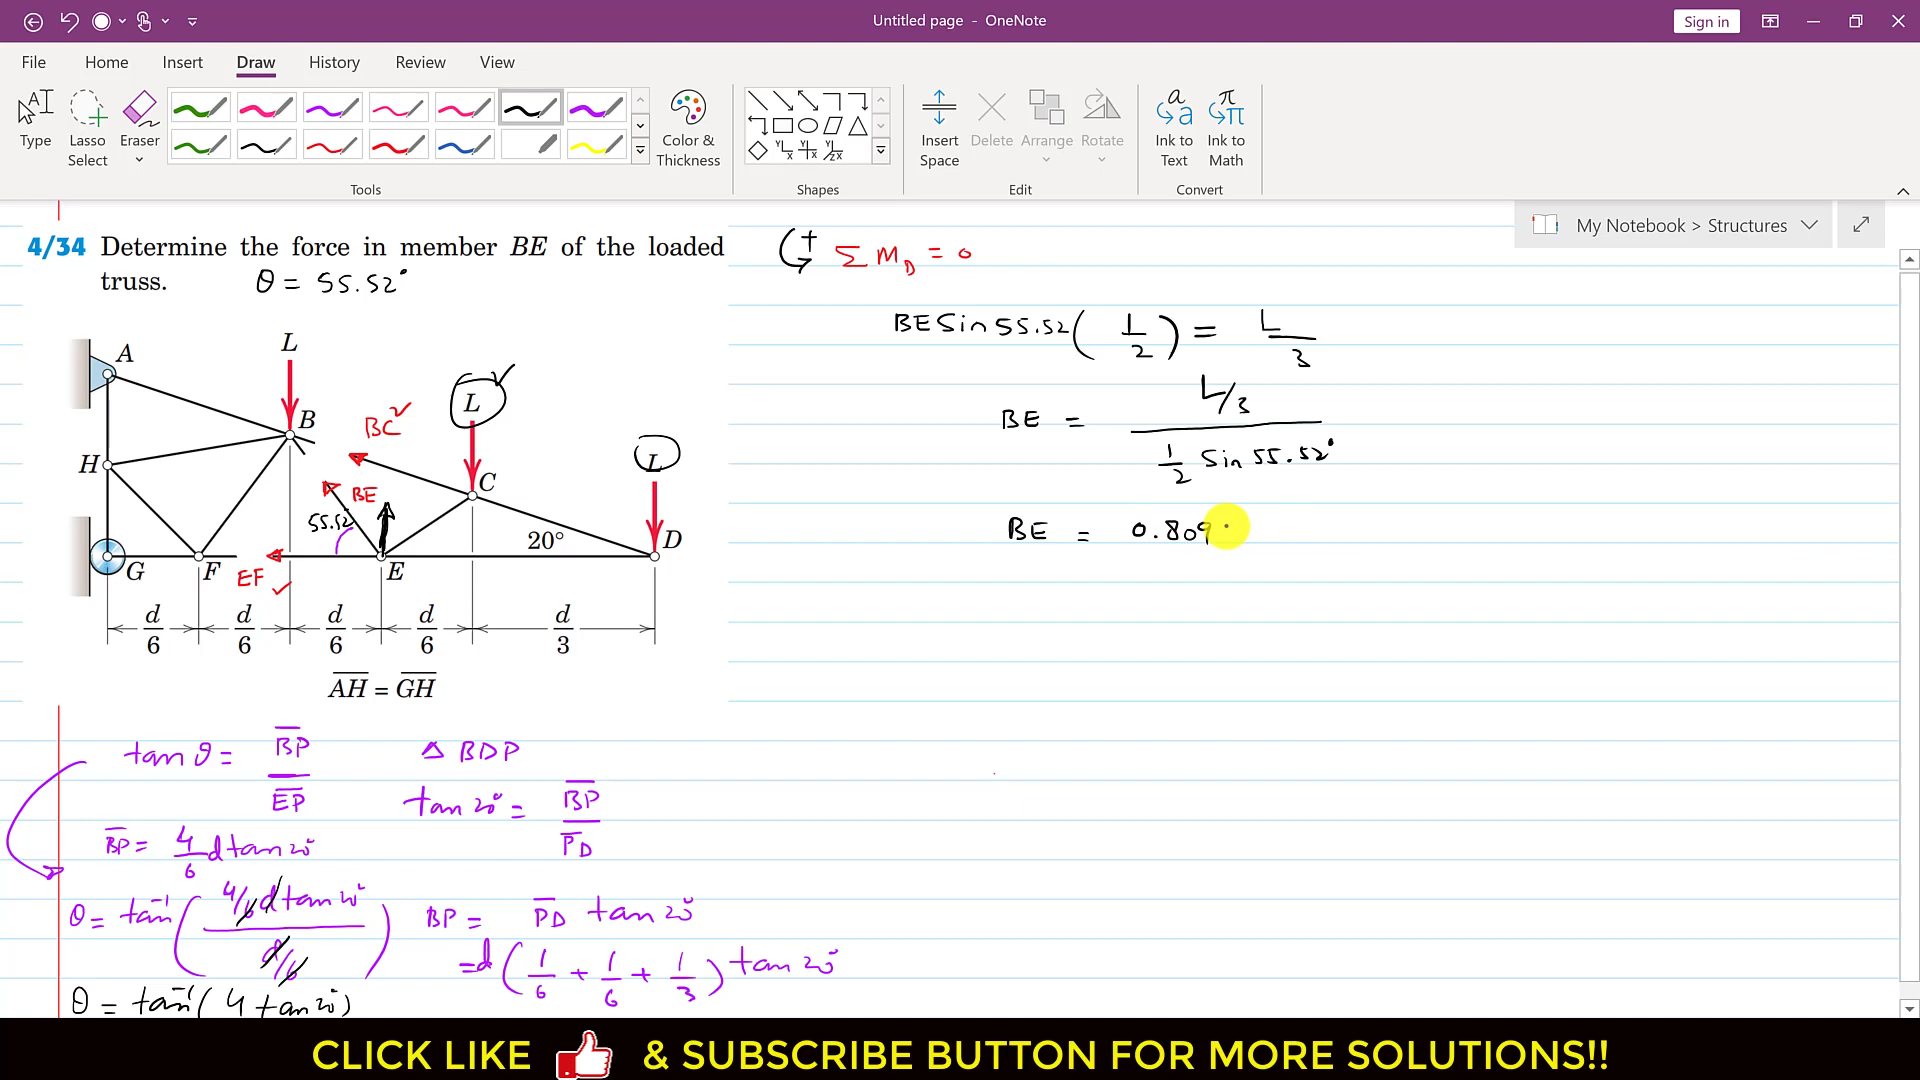 Untitled page - OneNote
Sign in
File Home Insert Draw History Review View
Type
Lasso Select
Eraser
Color & Thickness
Insert Space
Delete
Arrange
Rotate
Ink to Text
Ink to Math
Tools
Shapes
Edit
Convert
My Notebook > Structures
4/34 Determine the force in member BE of the loaded
truss. θ = 55.52°
A
L
B
H
BC
L
C
L
BE
55.52
20°
D
G
F
EF
E
d/6 d/6 d/6 d/6 d/3
AH = GH
tan θ = BP/EP
Δ BDP
tan 20° = BP/PD
BP = 4/6 d tan 20°
θ = tan⁻¹ ( 4/6 d tan 20° / d/6 )
BP = PD tan 20°
= d ( 1/6 + 1/6 + 1/3 ) tan 20°
θ = tan⁻¹ ( 4 tan 20° )
+ Σ M_D = 0
BE Sin 55.52 ( 1/2 ) = L/3
BE = L/3 / 1/2 Sin 55.52°
BE = 0.809
CLICK LIKE & SUBSCRIBE BUTTON FOR MORE SOLUTIONS!!